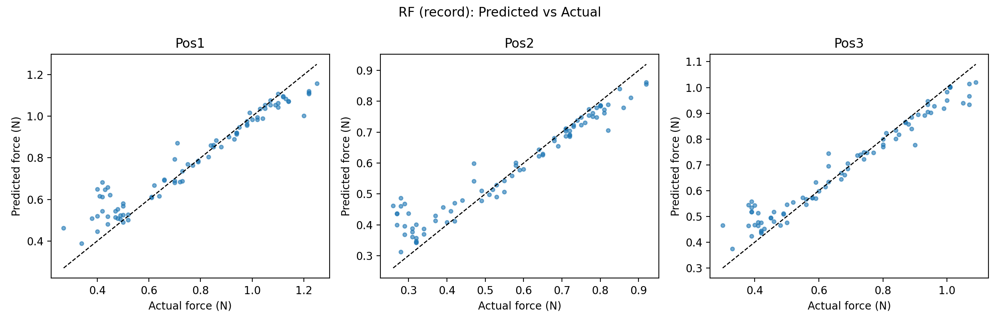 RF (record): Predicted vs Actual
Pos1
Predicted force (N)
1.2
1.0
0.8
0.6
0.4
0.4 0.6 0.8 1.0 1.2
Actual force (N)
Pos2
Predicted force (N)
0.9
0.8
0.7
0.6
0.5
0.4
0.3
0.3 0.4 0.5 0.6 0.7 0.8 0.9
Actual force (N)
Pos3
Predicted force (N)
1.1
1.0
0.9
0.8
0.7
0.6
0.5
0.4
0.3
0.4 0.6 0.8 1.0
Actual force (N)